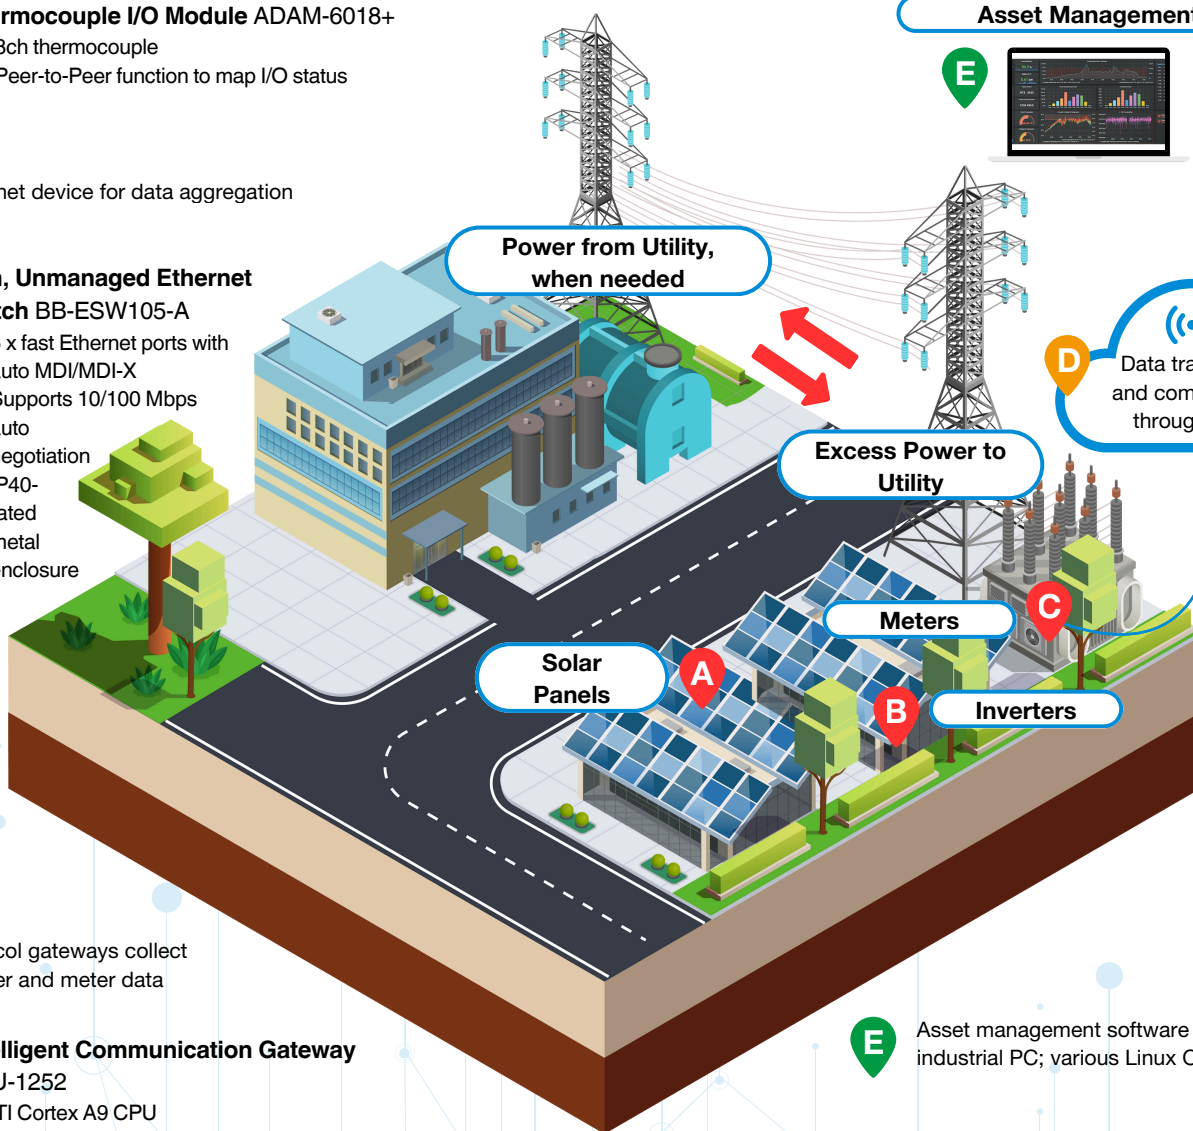 rmocouple I/O Module ADAM-6018+
8ch thermocouple
Peer-to-Peer function to map I/O status
net device for data aggregation
, Unmanaged Ethernet
tch BB-ESW105-A
x fast Ethernet ports with
uto MDI/MDI-X
Supports 10/100 Mbps
uto
egotiation
P40-
ated
metal
enclosure
Asset Management
E
Power from Utility,
when needed
D
Data tra
and com
throug
Excess Power to
Utility
Meters
C
Solar
Panels
A
B
Inverters
col gateways collect
er and meter data
lligent Communication Gateway
U-1252
TI Cortex A9 CPU
E
Asset management software
industrial PC; various Linux O